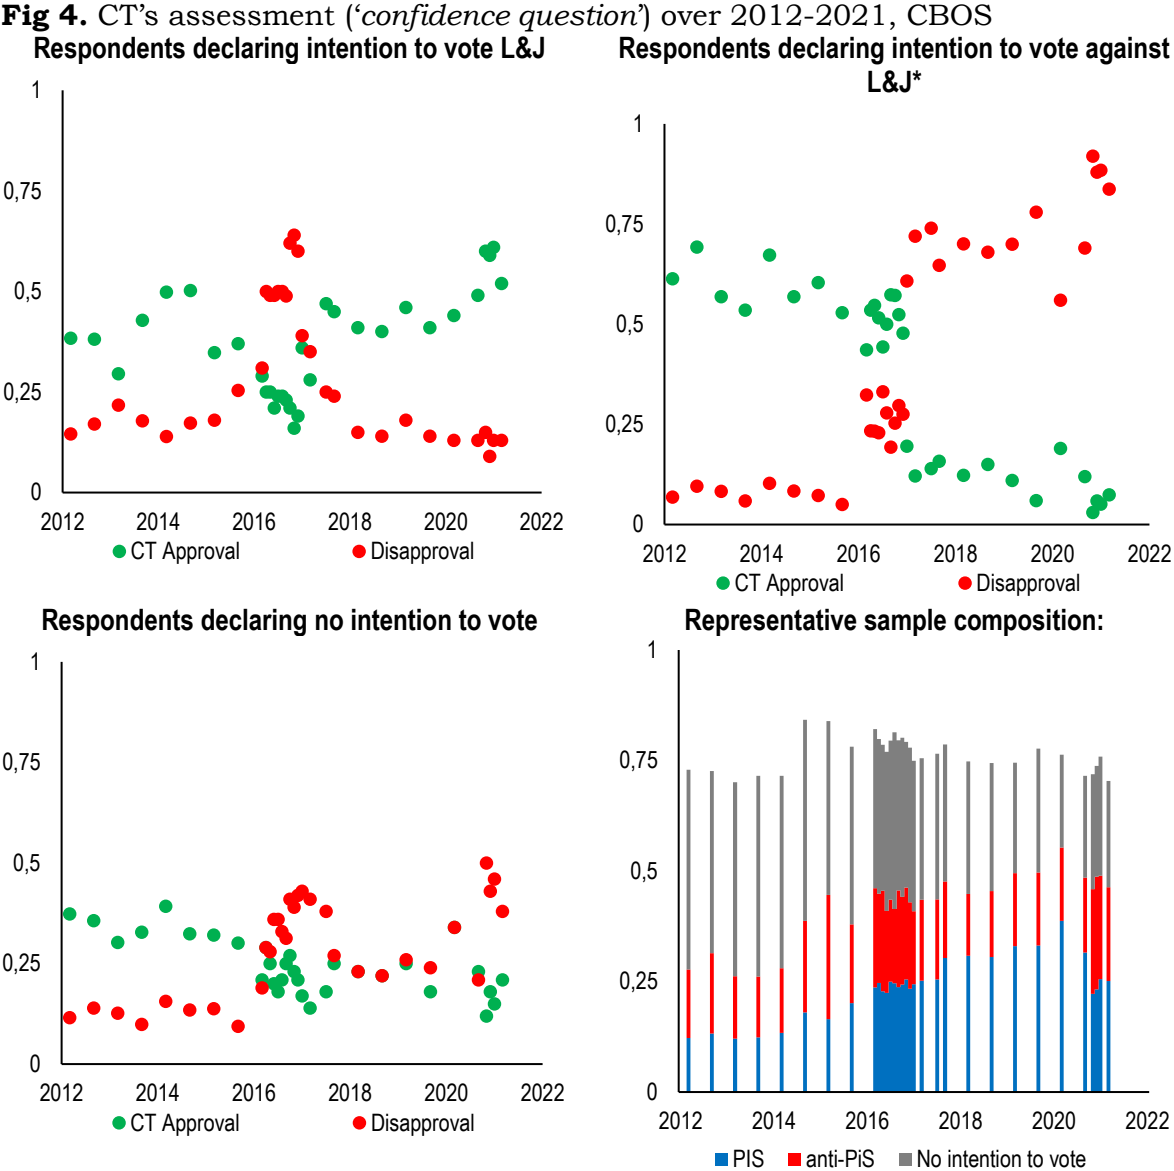 Fig 4. CT’s assessment (‘confidence question’) over 2012-2021, CBOS
Respondents declaring intention to vote L&J
1
0,75
0,5
0,25
0
2012 2014 2016 2018 2020 2022
CT Approval Disapproval
Respondents declaring intention to vote against
L&J*
1
0,75
0,5
0,25
0
2012 2014 2016 2018 2020 2022
CT Approval Disapproval
Respondents declaring no intention to vote
1
0,75
0,5
0,25
0
2012 2014 2016 2018 2020 2022
CT Approval Disapproval
Representative sample composition:
1
0,75
0,5
0,25
0
2012 2014 2016 2018 2020 2022
PIS anti-PiS No intention to vote